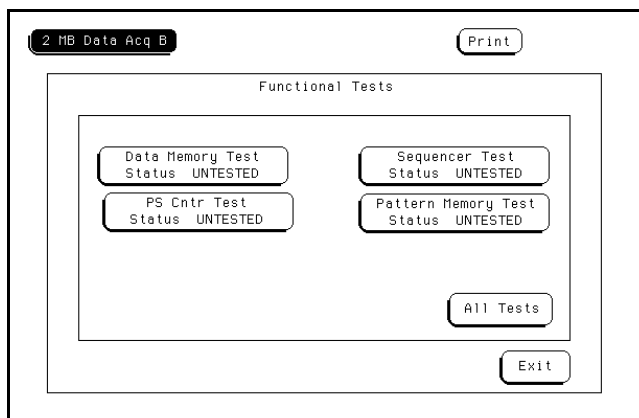 2 MB Data Acq B
Print
Functional Tests
Data Memory Test
Status UNTESTED
Sequencer Test
Status UNTESTED
PS Cntr Test
Status UNTESTED
Pattern Memory Test
Status UNTESTED
All Tests
Exit